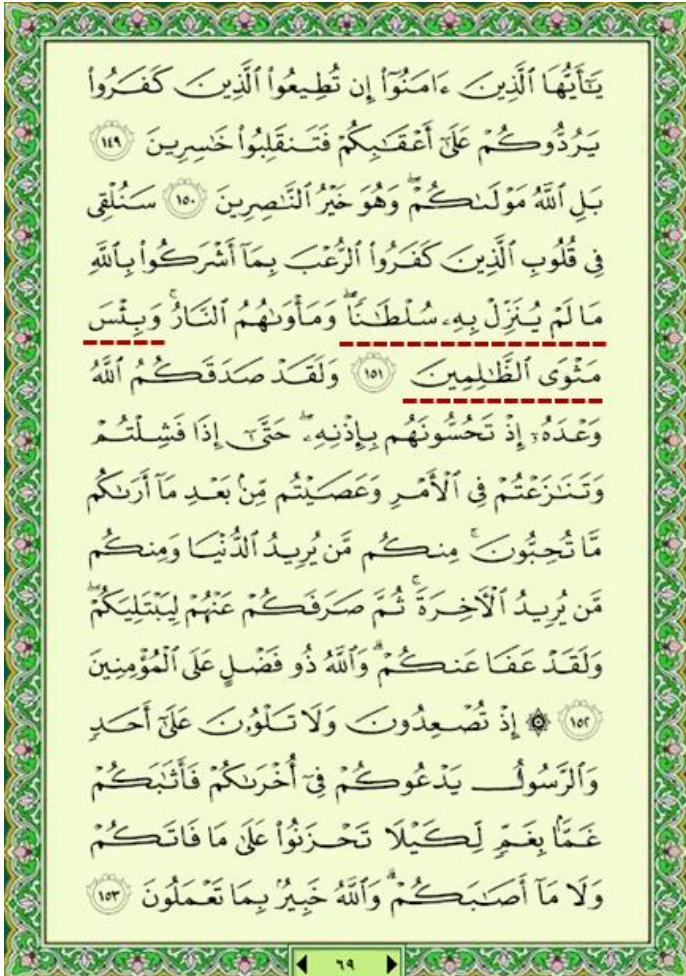 يَٰٓأَيُّهَا ٱلَّذِينَ ءَامَنُوٓا۟ إِن تُطِيعُوا۟ ٱلَّذِينَ كَفَرُوا۟
يَرُدُّوكُمْ عَلَىٰٓ أَعْقَٰبِكُمْ فَتَنقَلِبُوا۟ خَٰسِرِينَ ١٤٩
بَلِ ٱللَّهُ مَوْلَىٰكُمْ ۖ وَهُوَ خَيْرُ ٱلنَّٰصِرِينَ ١٥٠ سَنُلْقِى
فِى قُلُوبِ ٱلَّذِينَ كَفَرُوا۟ ٱلرُّعْبَ بِمَآ أَشْرَكُوا۟ بِٱللَّهِ
مَا لَمْ يُنَزِّلْ بِهِۦ سُلْطَٰنًا ۖ وَمَأْوَىٰهُمُ ٱلنَّارُ ۚ وَبِئْسَ
مَثْوَى ٱلظَّٰلِمِينَ ١٥١ وَلَقَدْ صَدَقَكُمُ ٱللَّهُ
وَعْدَهُۥٓ إِذْ تَحُسُّونَهُم بِإِذْنِهِۦ ۖ حَتَّىٰٓ إِذَا فَشِلْتُمْ
وَتَنَٰزَعْتُمْ فِى ٱلْأَمْرِ وَعَصَيْتُم مِّنۢ بَعْدِ مَآ أَرَىٰكُم
مَّا تُحِبُّونَ ۚ مِنكُم مَّن يُرِيدُ ٱلدُّنْيَا وَمِنكُم
مَّن يُرِيدُ ٱلْءَاخِرَةَ ۚ ثُمَّ صَرَفَكُمْ عَنْهُمْ لِيَبْتَلِيَكُمْ ۖ
وَلَقَدْ عَفَا عَنكُمْ ۗ وَٱللَّهُ ذُو فَضْلٍ عَلَى ٱلْمُؤْمِنِينَ
١٥٢ ۞ إِذْ تُصْعِدُونَ وَلَا تَلْوُۥنَ عَلَىٰٓ أَحَدٍ
وَٱلرَّسُولُ يَدْعُوكُمْ فِىٓ أُخْرَىٰكُمْ فَأَثَٰبَكُمْ
غَمًّۢا بِغَمٍّ لِّكَيْلَا تَحْزَنُوا۟ عَلَىٰ مَا فَاتَكُمْ
وَلَا مَآ أَصَٰبَكُمْ ۗ وَٱللَّهُ خَبِيرٌۢ بِمَا تَعْمَلُونَ ١٥٣
٦٩